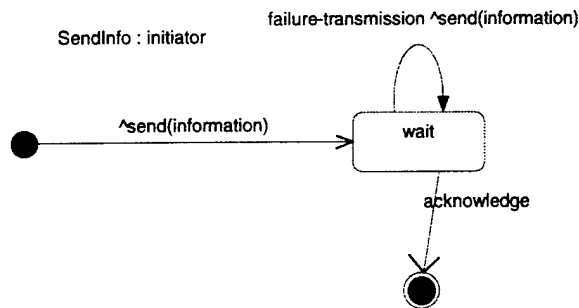 failure-transmission ^send(information)
SendInfo : initiator
^send(information)
wait
acknowledge